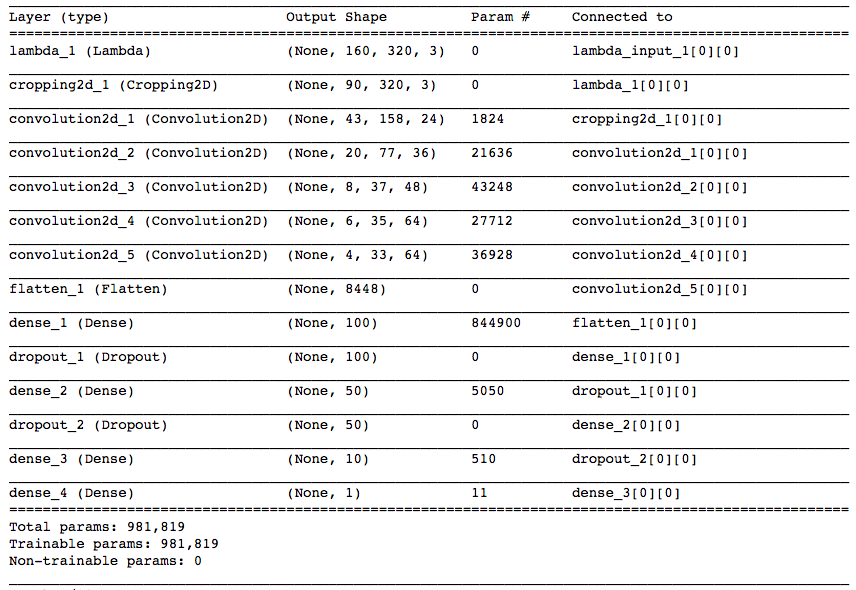 Layer (type) Output Shape Param # Connected to
lambda_1 (Lambda) (None, 160, 320, 3) 0 lambda_input_1[0][0]
cropping2d_1 (Cropping2D) (None, 90, 320, 3) 0 lambda_1[0][0]
convolution2d_1 (Convolution2D) (None, 43, 158, 24) 1824 cropping2d_1[0][0]
convolution2d_2 (Convolution2D) (None, 20, 77, 36) 21636 convolution2d_1[0][0]
convolution2d_3 (Convolution2D) (None, 8, 37, 48) 43248 convolution2d_2[0][0]
convolution2d_4 (Convolution2D) (None, 6, 35, 64) 27712 convolution2d_3[0][0]
convolution2d_5 (Convolution2D) (None, 4, 33, 64) 36928 convolution2d_4[0][0]
flatten_1 (Flatten) (None, 8448) 0 convolution2d_5[0][0]
dense_1 (Dense) (None, 100) 844900 flatten_1[0][0]
dropout_1 (Dropout) (None, 100) 0 dense_1[0][0]
dense_2 (Dense) (None, 50) 5050 dropout_1[0][0]
dropout_2 (Dropout) (None, 50) 0 dense_2[0][0]
dense_3 (Dense) (None, 10) 510 dropout_2[0][0]
dense_4 (Dense) (None, 1) 11 dense_3[0][0]
Total params: 981,819
Trainable params: 981,819
Non-trainable params: 0